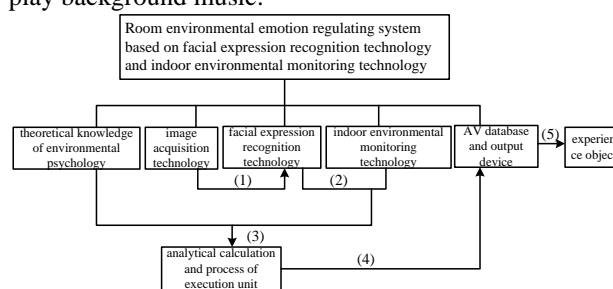 play background music.
Room environmental emotion regulating system
based on facial expression recognition technology
and indoor environmental monitoring technology
theoretical knowledge
of environmental
psychology
image
acquisition
technology
facial expression
recognition
technology
indoor environmental
monitoring
technology
AV database
and output
device
(5)
experien
ce objec
(1)
(2)
(3)
analytical calculation
and process of
execution unit
(4)